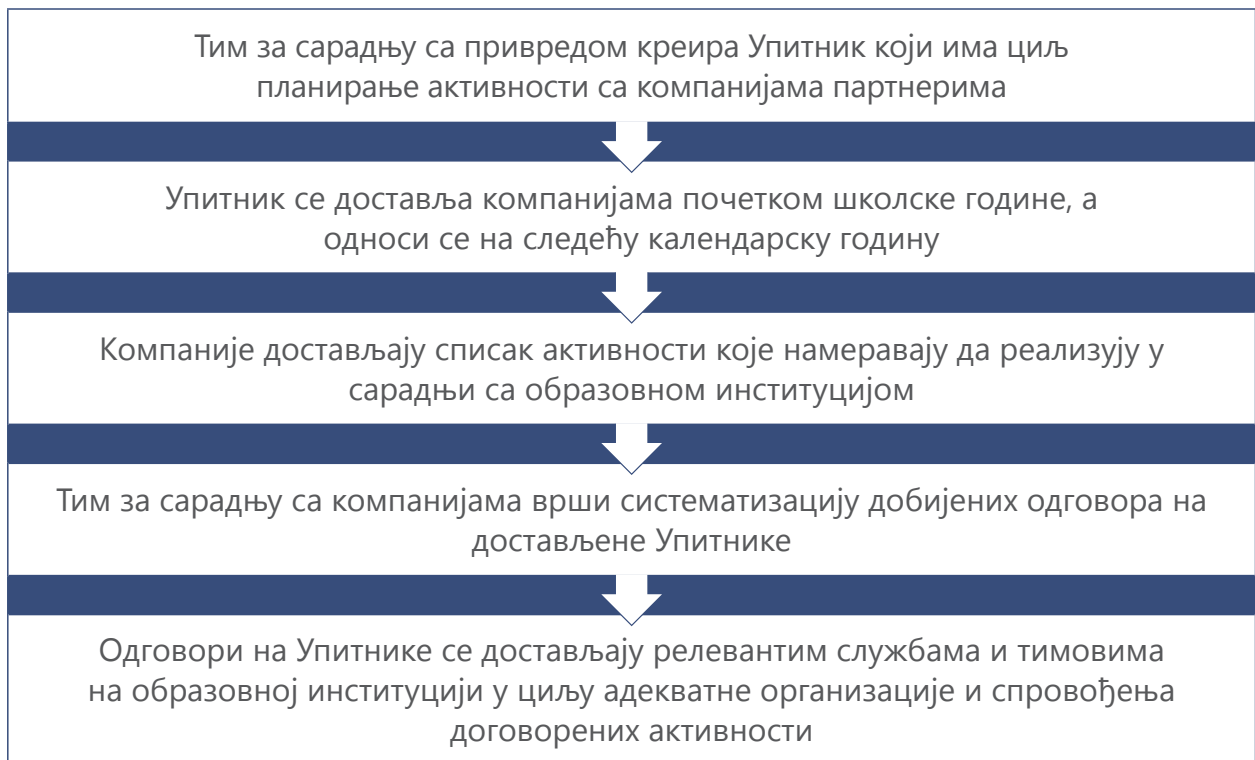 Тим за сарадњу са привредом креира Упитник који има циљ
планирање активности са компанијама партнерима
Упитник се доставља компанијама почетком школске године, а
односи се на следећу календарску годину
Компаније достављају списак активности које намеравају да реализују у
сарадњи са образовном институцијом
Тим за сарадњу са компанијама врши систематизацију добијених одговора на
достављене Упитнике
Одговори на Упитнике се достављају релевантим службама и тимовима
на образовној институцији у циљу адекватне организације и спровођења
договорених активности